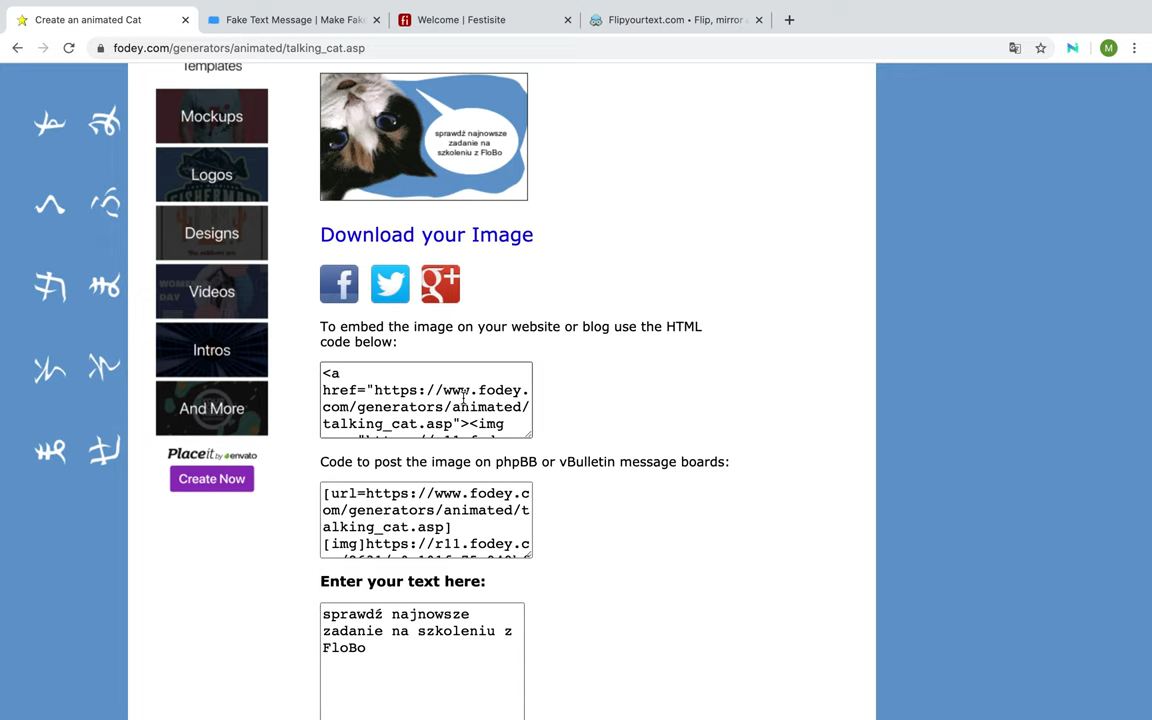 Create an animated Cat
Fake Text Message | Make Fak
Welcome | Festisite
Flipyourtext.com • Flip, mirror
fodey.com/generators/animated/talking_cat.asp
M
Templates
Mockups
Logos
Designs
Videos
Intros
And More
Placeit by envato
Create Now
sprawdź najnowsze
zadanie na
szkoleniu z FloBo
Download your Image
f
g+
To embed the image on your website or blog use the HTML
code below:
<a
href="https://www.fodey.
com/generators/animated/
talking_cat.asp"><img
Code to post the image on phpBB or vBulletin message boards:
[url=https://www.fodey.c
om/generators/animated/t
alking_cat.asp]
[img]https://r11.fodey.c
Enter your text here:
sprawdź najnowsze
zadanie na szkoleniu z
FloBo